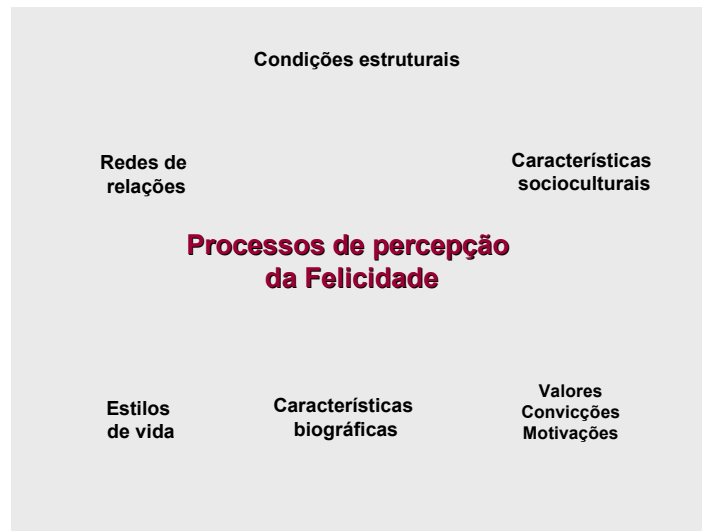 Condições estruturais
Redes de
relações
Características
socioculturais
Processos de percepção
da Felicidade
Estilos
de vida
Características
biográficas
Valores
Convicções
Motivações